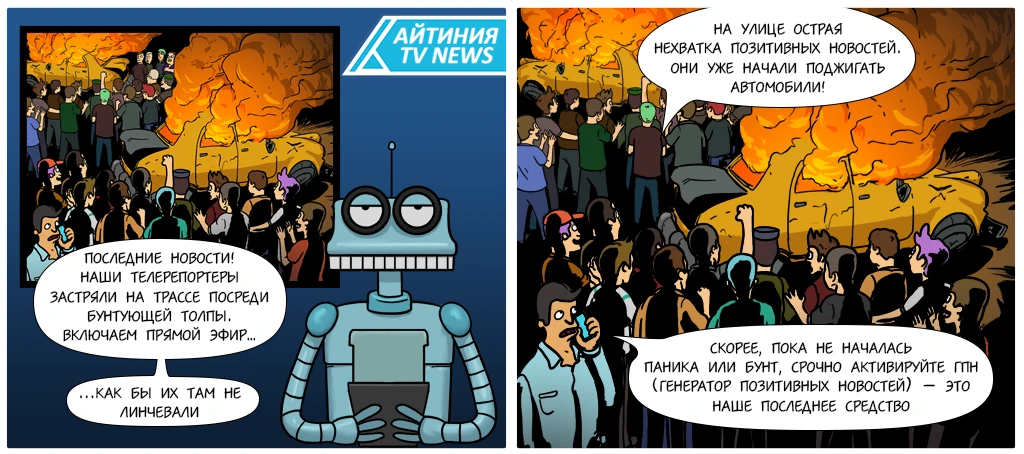 АЙТИНИЯ
TV NEWS
ПОСЛЕДНИЕ НОВОСТИ!
НАШИ ТЕЛЕРЕПОРТЕРЫ
ЗАСТРЯЛИ НА ТРАССЕ ПОСРЕДИ
БУНТУЮЩЕЙ ТОЛПЫ.
ВКЛЮЧАЕМ ПРЯМОЙ ЭФИР...
...КАК БЫ ИХ ТАМ НЕ
ЛИНЧЕВАЛИ
НА УЛИЦЕ ОСТРАЯ
НЕХВАТКА ПОЗИТИВНЫХ НОВОСТЕЙ.
ОНИ УЖЕ НАЧАЛИ ПОДЖИГАТЬ
АВТОМОБИЛИ!
СКОРЕЕ, ПОКА НЕ НАЧАЛАСЬ
ПАНИКА ИЛИ БУНТ, СРОЧНО АКТИВИРУЙТЕ ГПН
(ГЕНЕРАТОР ПОЗИТИВНЫХ НОВОСТЕЙ) — ЭТО
НАШЕ ПОСЛЕДНЕЕ СРЕДСТВО